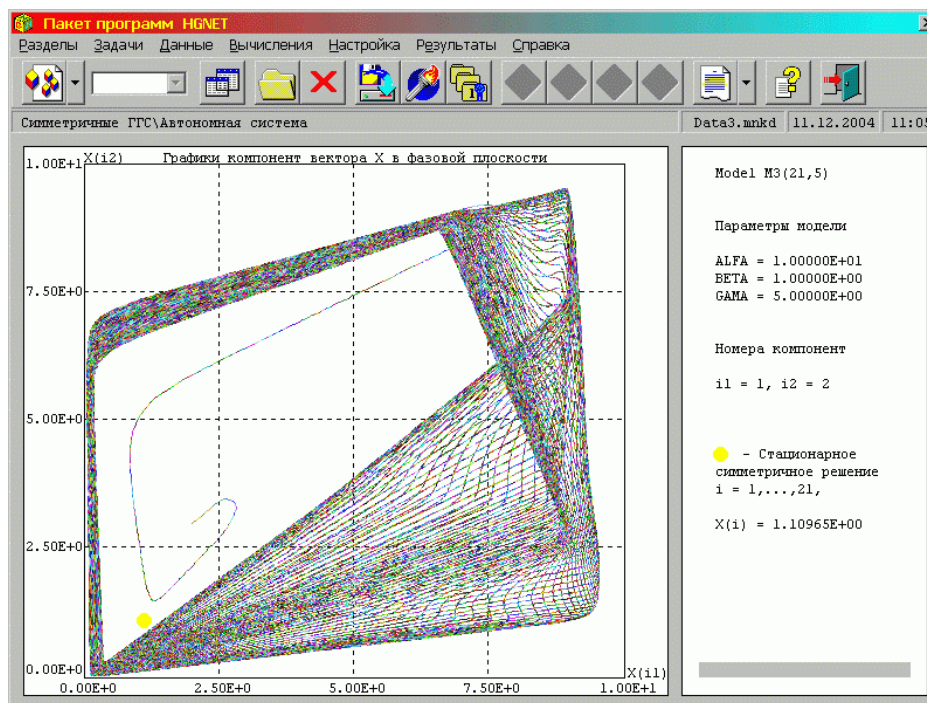 Пакет программ HGNET
Разделы Задачи Данные Вычисления Настройка Результаты Справка
Симметричные ГГС\Автономная система
Data3.mnkd 11.12.2004 11:05
X(i2) Графики компонент вектора X в фазовой плоскости
1.00E+1
7.50E+0
5.00E+0
2.50E+0
0.00E+0
0.00E+0 2.50E+0 5.00E+0 7.50E+0 1.00E+1
X(i1)
Model M3(21,5)
Параметры модели
ALFA = 1.00000E+01
BETA = 1.00000E+00
GAMA = 5.00000E+00
Номера компонент
i1 = 1, i2 = 2
- Стационарное
симметричное решение
i = 1,...,21,
X(i) = 1.10965E+00